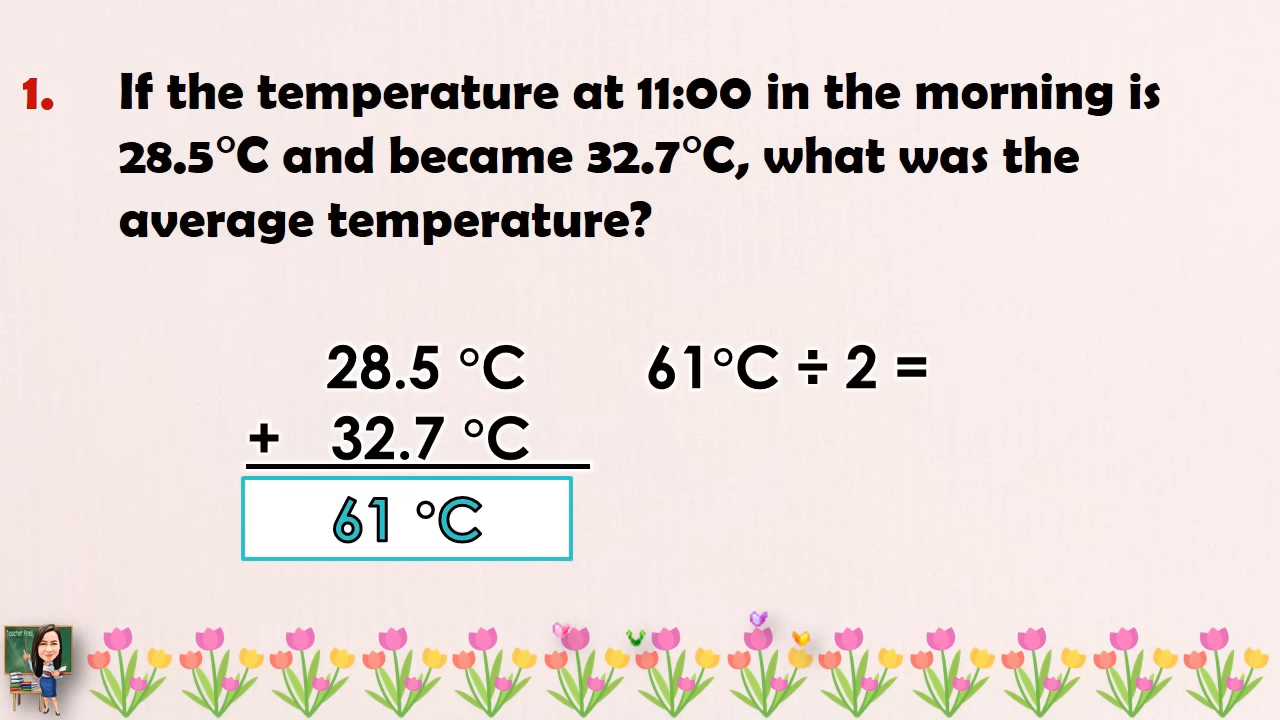 1. If the temperature at 11:00 in the morning is
28.5°C and became 32.7°C, what was the
average temperature?
28.5 °C 61°C ÷ 2 =
+ 32.7 °C
61 °C